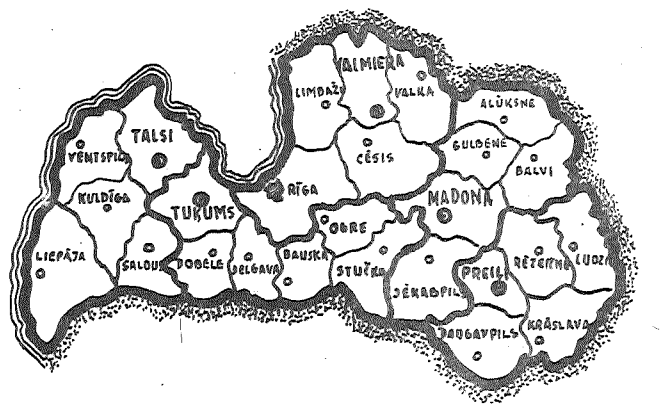 VALMIERA
LIMBAŽI
VALKA
ALŪKSNE
TALSI
VENTSPILS
CĒSIS
GULBENE
BALVI
KULDĪGA
RĪGA
MADONA
TUKUMS
OGRE
LIEPĀJA
SALDUS
DOBELE
JELGAVA
BAUSKA
STUČKA
JĒKABPILS
PREIĻI
RĒZEKNE
LUDZA
DAUGAVPILS
KRĀSLAVA